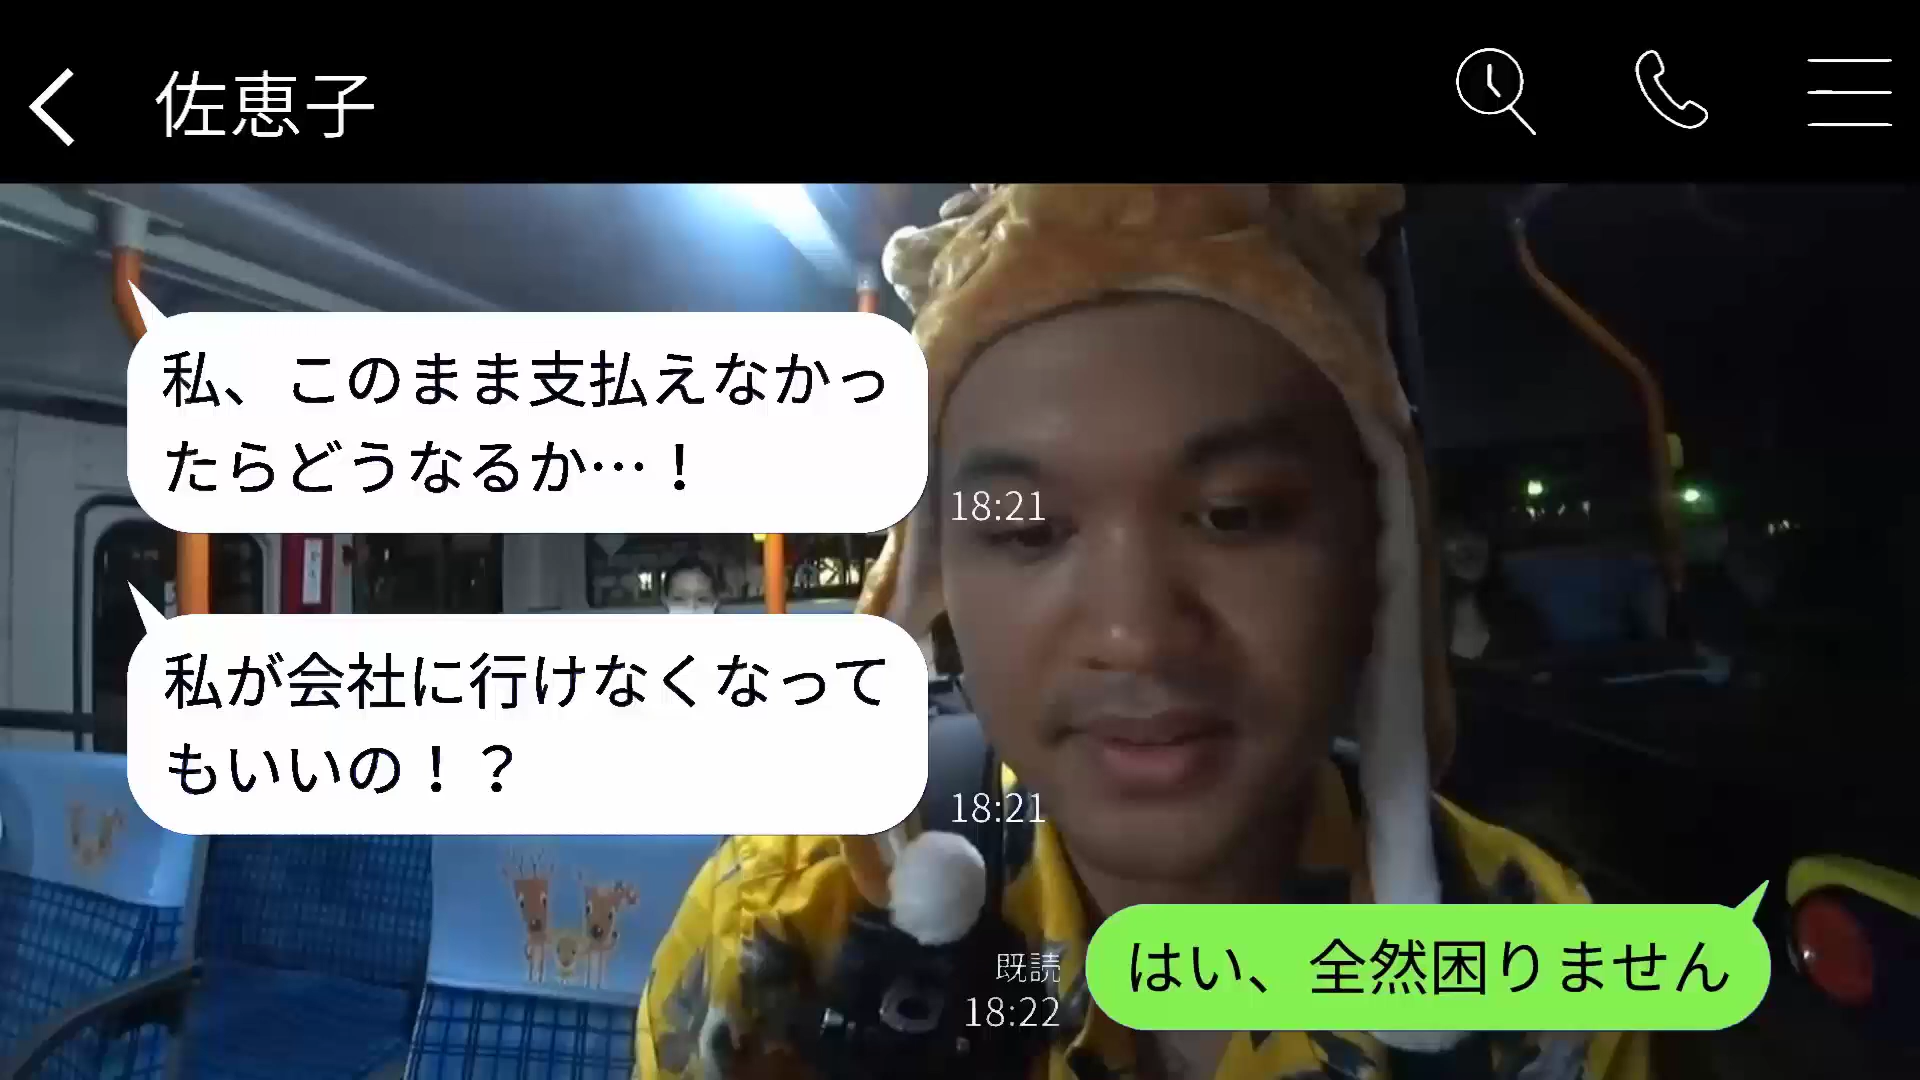 佐恵子
私、このまま支払えなかっ
たらどうなるか…！
18:21
私が会社に行けなくなって
もいいの！？
18:21
はい、全然困りません
既読
18:22